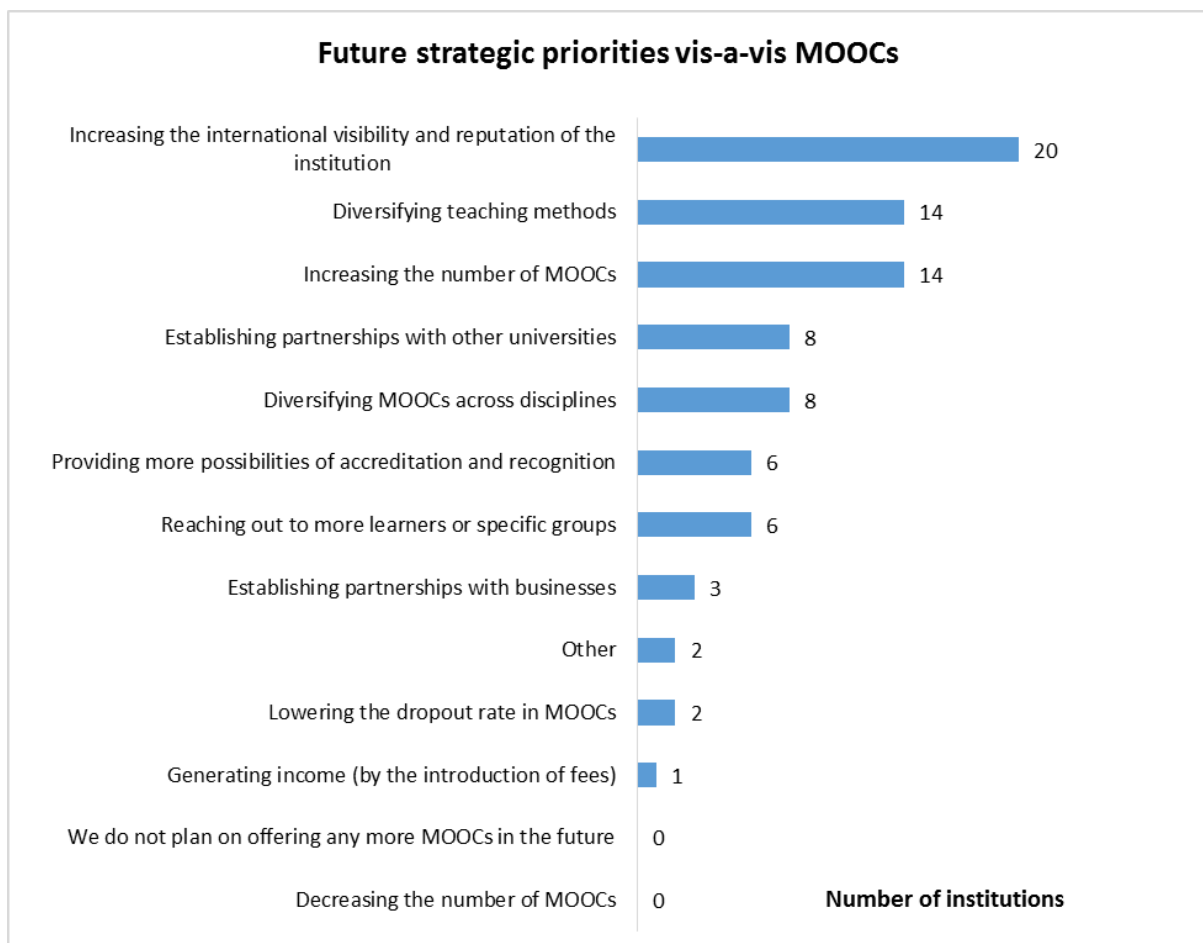 Future strategic priorities vis-a-vis MOOCs
Increasing the international visibility and reputation of the
institution
20
Diversifying teaching methods
14
Increasing the number of MOOCs
14
Establishing partnerships with other universities
8
Diversifying MOOCs across disciplines
8
Providing more possibilities of accreditation and recognition
6
Reaching out to more learners or specific groups
6
Establishing partnerships with businesses
3
Other
2
Lowering the dropout rate in MOOCs
2
Generating income (by the introduction of fees)
1
We do not plan on offering any more MOOCs in the future
0
Decreasing the number of MOOCs
0
Number of institutions